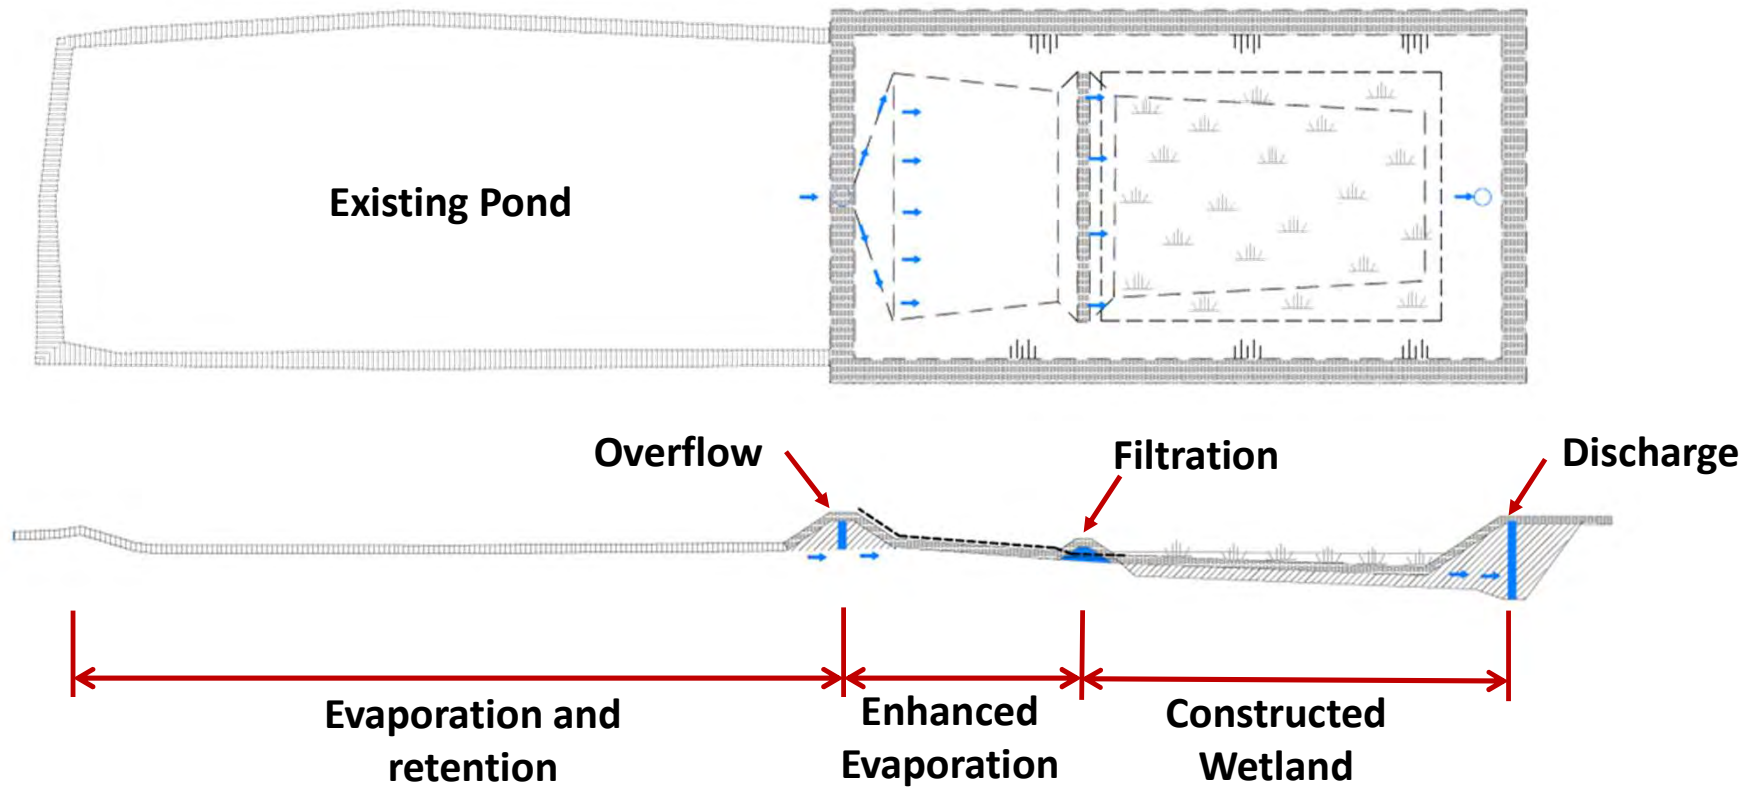 Existing Pond
Overflow
Filtration
Discharge
Evaporation and
retention
Enhanced
Evaporation
Constructed
Wetland